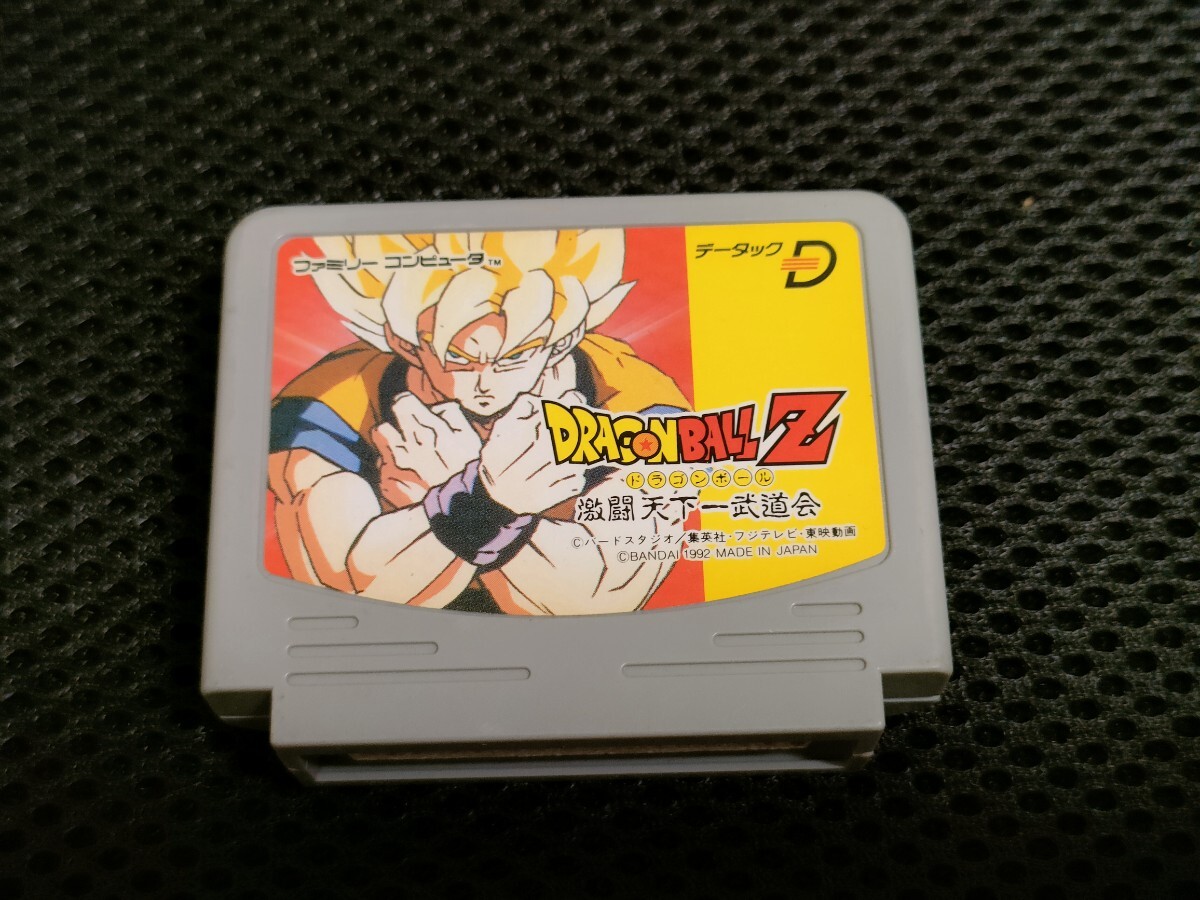 ファミリー コンピュータ™
データック D
DRAGONBALL Z
ドラゴンボール
激闘天下一武道会
©バードスタジオ／集英社・フジテレビ・東映動画
©BANDAI 1992 MADE IN JAPAN